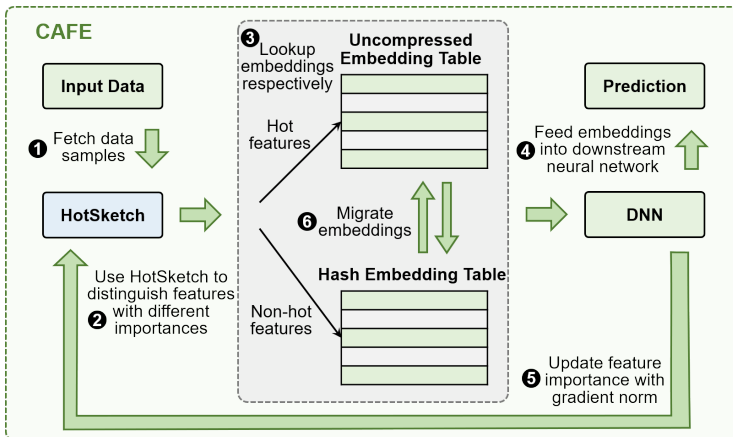 CAFE
Input Data
❶ Fetch data
samples
HotSketch
Use HotSketch to
distinguish features
❷ with different
importances
❸
Lookup
embeddings
respectively
Uncompressed
Embedding Table
Hot
features
❻ Migrate
embeddings
Hash Embedding Table
Non-hot
features
Prediction
Feed embeddings
❹ into downstream
neural network
DNN
Update feature
❺ importance with
gradient norm